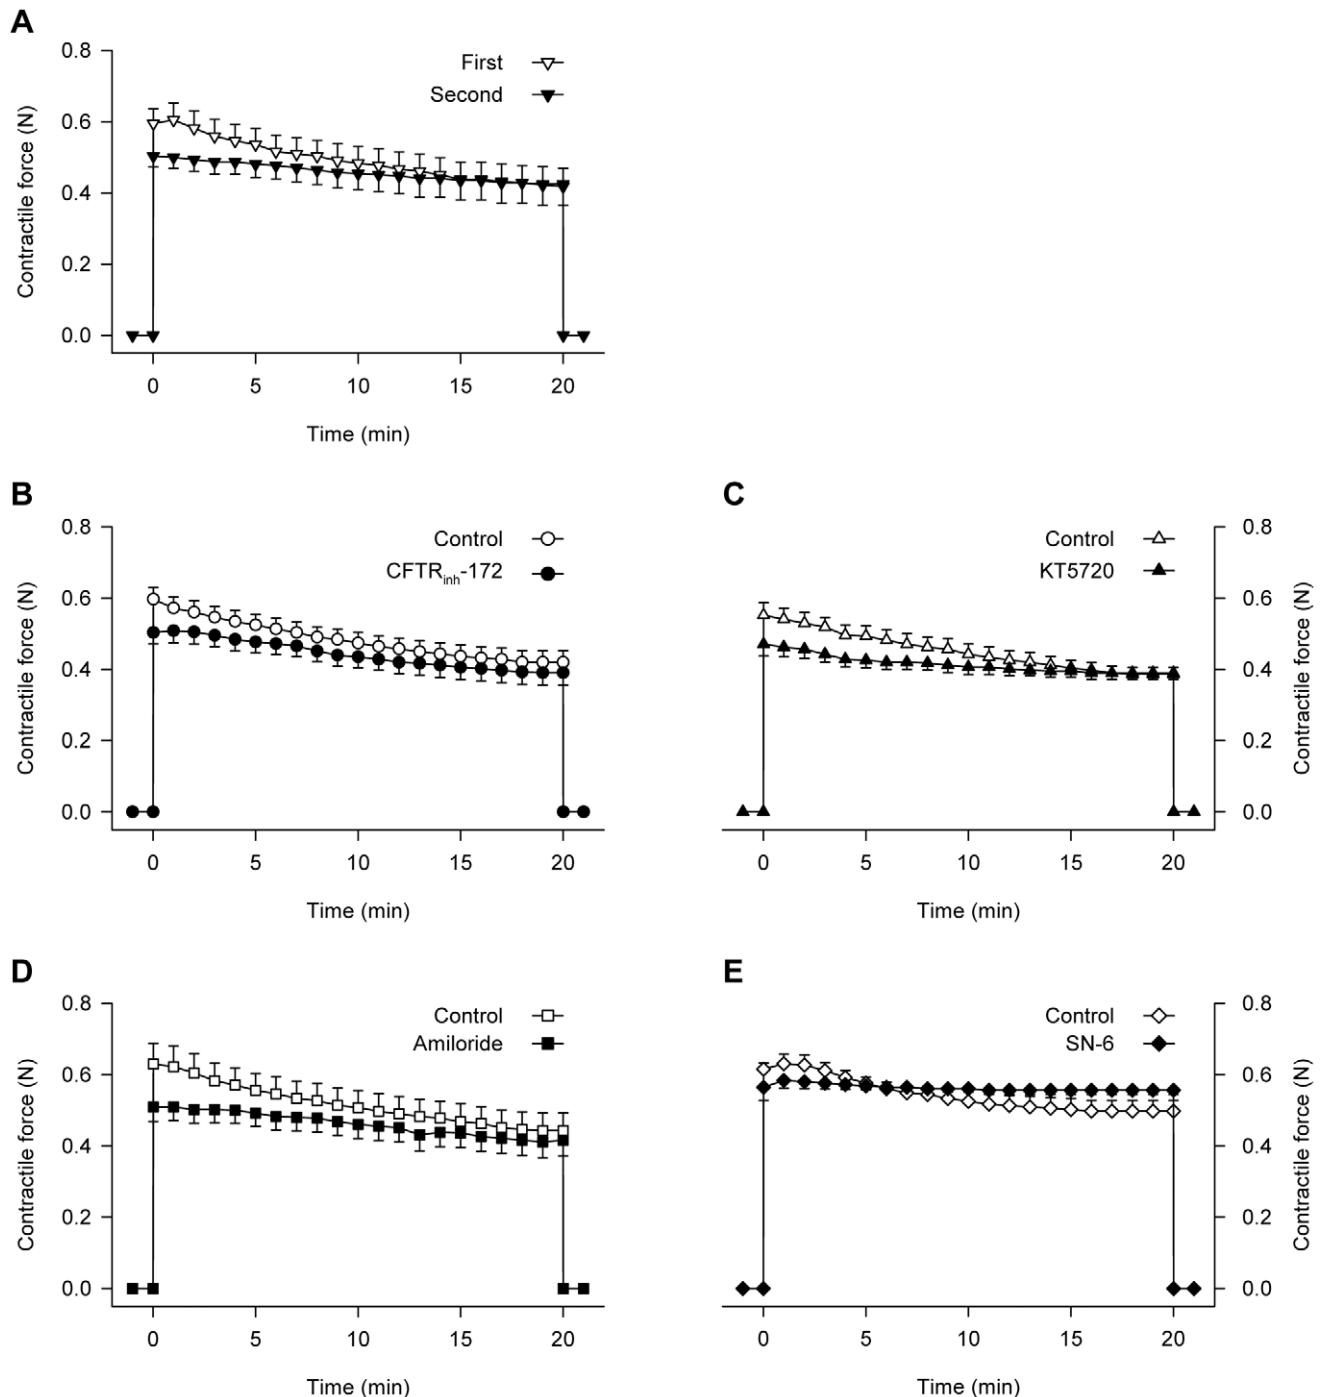 A
First
Second
Contractile force (N)
0.8
0.6
0.4
0.2
0.0
0 5 10 15 20
Time (min)
B
Control
CFTRinh-172
Contractile force (N)
0.8
0.6
0.4
0.2
0.0
0 5 10 15 20
Time (min)
C
Control
KT5720
0.8
0.6
0.4
0.2
0.0
Contractile force (N)
0 5 10 15 20
Time (min)
D
Control
Amiloride
Contractile force (N)
0.8
0.6
0.4
0.2
0.0
0 5 10 15 20
Time (min)
E
Control
SN-6
0.8
0.6
0.4
0.2
0.0
Contractile force (N)
0 5 10 15 20
Time (min)